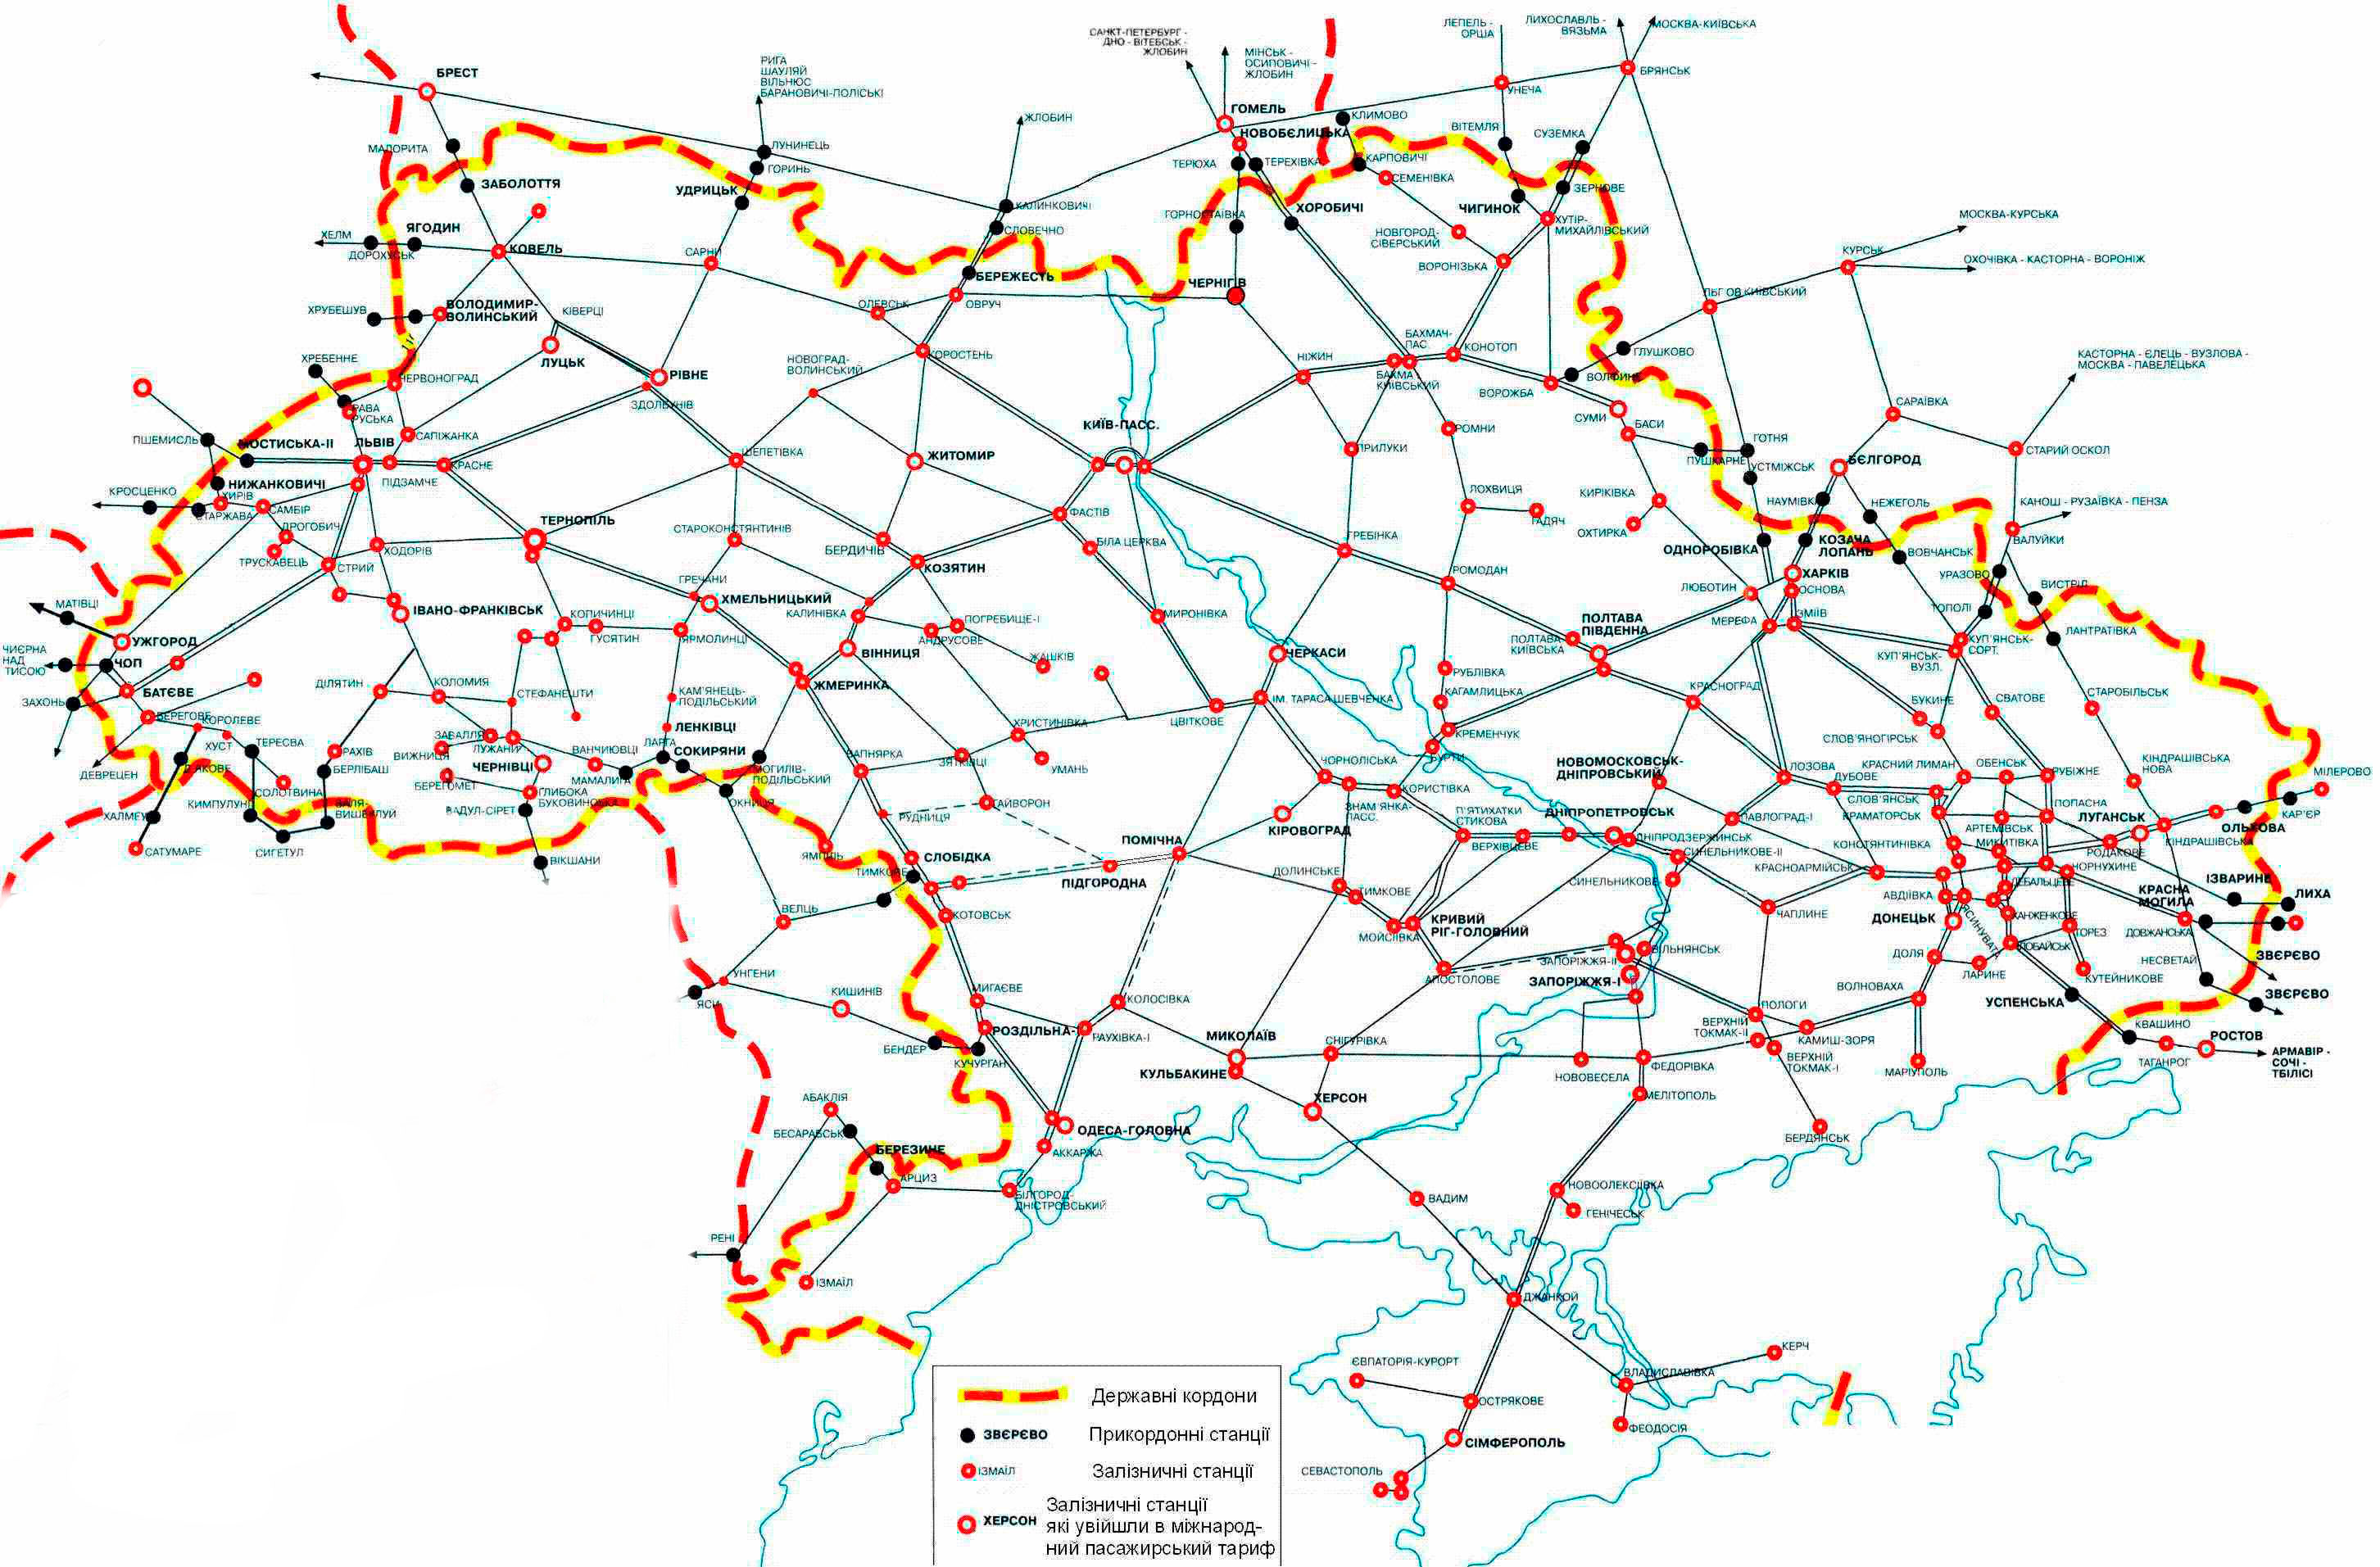 БРЕСТ
РИГА
ШАУЛЯЙ
ВІЛЬНЮС
БАРАНОВИЧІ-ПОЛІСЬКІ
САНКТ-ПЕТЕРБУРГ -
ДНО - ВІТЕБСЬК -
ЖЛОБИН
МІНСЬК -
ОСИПОВИЧІ -
ЖЛОБИН
ЛЕПЕЛЬ -
ОРША
ЛИХОСЛАВЛЬ -
ВЯЗЬМА
МОСКВА-КИЇВСЬКА
БРЯНСЬК
УНЕЧА
ГОМЕЛЬ
НОВОБЄЛИЦЬКА
КЛИМОВО
ВІТЕМЛЯ
СУЗЕМКА
ЖЛОБИН
МАЛОРИТА
ЛУНИНЕЦЬ
ГОРИНЬ
ТЕРЮХА
ТЕРЕХІВКА
КАРПОВИЧІ
СЕМЕНІВКА
ЗАБОЛОТТЯ
УДРИЦЬК
КАЛИНКОВИЧІ
СЛОВЕЧНО
ГОРНОСТАЇВКА
ХОРОБИЧІ
ЧИГИНОК
ЗЕРНОВЕ
ХУТІР-
МИХАЙЛІВСЬКИЙ
НОВГОРОД-
СІВЕРСЬКИЙ
ВОРОНІЗЬКА
МОСКВА-КУРСЬКА
КУРСЬК
ОХОЧІВКА - КАСТОРНА - ВОРОНІЖ
ХЕЛМ
ЯГОДИН
ДОРОХУСЬК
КОВЕЛЬ
САРНИ
БЕРЕЖЕСТЬ
ОВРУЧ
ОЛЕВСЬК
ЧЕРНІГІВ
ЛЬГОВ КИЇВСЬКИЙ
ХРУБЕШУВ
ВОЛОДИМИР-
ВОЛИНСЬКИЙ
КІВЕРЦІ
ЛУЦЬК
РІВНЕ
ЗДОЛБУНІВ
НОВОГРАД-
ВОЛИНСЬКИЙ
КОРОСТЕНЬ
НІЖИН
БАХМАЧ-
ПАС.
КИЇВСЬКИЙ
КОНОТОП
ВОРОЖБА
ВОЛФИНЕ
ГЛУШКОВО
КАСТОРНА - ЄЛЕЦЬ - ВУЗЛОВА -
МОСКВА - ПАВЕЛЕЦЬКА
ХРЕБЕННЕ
ЧЕРВОНОГРАД
РАВА
РУСЬКА
САПІЖАНКА
ПШЕМИСЛЬ
МОСТИСЬКА-ІІ
ЛЬВІВ
ПІДЗАМЧЕ
КРАСНЕ
ШЕПЕТІВКА
ЖИТОМИР
КИЇВ-ПАСС.
ПРИЛУКИ
РОМНИ
СУМИ
БАСИ
ПУШКАРНЕ
ГОТНЯ
УСТМІЖСЬК
САРАЇВКА
СТАРИЙ ОСКОЛ
БЄЛГОРОД
НАУМІВКА
НЕЖЕГОЛЬ
КАНОШ - РУЗАЇВКА - ПЕНЗА
ВАЛУЙКИ
КРОСЦЕНКО
НИЖАНКОВИЧІ
ХИРІВ
СТАРЖАВА
САМБІР
ДРОГОБИЧ
ТРУСКАВЕЦЬ
СТРИЙ
ХОДОРІВ
ТЕРНОПІЛЬ
СТАРОКОНСТЯНТИНІВ
БЕРДИЧІВ
КОЗЯТИН
ФАСТІВ
БІЛА ЦЕРКВА
ГРЕБІНКА
ЛОХВИЦЯ
ГАДЯЧ
КИРИКІВКА
ОХТИРКА
ОДНОРОБІВКА
КОЗАЧА
ЛОПАНЬ
ВОВЧАНСЬК
УРАЗОВО
ВИСТРІЛ
ТОПОЛІ
ЛАНТРАТІВКА
МАТІВЦІ
УЖГОРОД
ЧИЄРНА
НАД
ТИСОЮ
ЧОП
ЗАХОНЬ
БАТЄВЕ
БЕРЕГОВЕ
КОРОЛЕВЕ
ДЕВРЕЦЕН
ІВАНО-ФРАНКІВСЬК
КОПИЧИНЦІ
ГУСЯТИН
ГРЕЧАНИ
ХМЕЛЬНИЦЬКИЙ
ЯРМОЛИНЦІ
КАЛИНІВКА
ВІННИЦЯ
ЖМЕРИНКА
ПОГРЕБИЩЕ-І
АНДРУСОВЕ
ЖАШКІВ
МИРОНІВКА
ЧЕРКАСИ
РОМОДАН
ПОЛТАВА
ПІВДЕННА
ПОЛТАВА
КИЇВСЬКА
ЛЮБОТИН
ХАРКІВ
ОСНОВА
ЗМІЇВ
МЕРЕФА
КУП'ЯНСЬК-
СОРТ.
КУП'ЯНСЬК-
ВУЗЛ.
ДІЛЯТИН
КОЛОМИЯ
СТЕФАНЕШТИ
КАМ'ЯНЕЦЬ-
ПОДІЛЬСЬКИЙ
ЛЕНКІВЦІ
РУБЛІВКА
КАГАМЛИЦЬКА
КРАСНОГРАД
БУКИНЕ
СВАТОВЕ
СТАРОБІЛЬСЬК
ХУСТ
ТЕРЕСВА
РАХІВ
БЕРЛІБАШ
ЗАБАЛЛЯ
ВИЖНИЦЯ
ЛУЖАНИ
ЧЕРНІВЦІ
БЕРЕГОМЕТ
ГЛИБОКА
БУКОВИНСЬКА
ВАНЧИЮВЦІ
МАМАЛИГА
ЛАРГА
СОКИРЯНИ
МОГИЛІВ-
ПОДІЛЬСЬКИЙ
ОКНИЦЯ
ВАПНЯРКА
ЗЯТКІВЦІ
ХРИСТИНІВКА
УМАНЬ
ЦВІТКОВЕ
ІМ. ТАРАСА ШЕВЧЕНКА
КРЕМЕНЧУК
БУРТИ
СЛОВ'ЯНОГІРСЬК
ЧОРНОЛІСЬКА
НОВОМОСКОВСЬК-
ДНІПРОВСЬКИЙ
ЛОЗОВА
ДУБОВЕ
КРАСНИЙ ЛИМАН
ОБЕНСЬК
РУБІЖНЕ
КІНДРАШІВСЬКА
НОВА
МІЛЕРОВО
ДЯКОВЕ
ХАЛМЕУ
САТУМАРЕ
СОЛОТВИНА
КИМПУЛУНГ
ВАЛЯ-
ВИШЕУЛУЙ
СИГЕТУЛ
ВАДУЛ-СІРЕТ
ВІКШАНИ
ЯМПІЛЬ
РУДНИЦЯ
ГАЙВОРОН
СЛОБІДКА
ТИМКОВЕ
ПІДГОРОДНА
ПОМІЧНА
КІРОВОГРАД
ЗНАМ'ЯНКА-
ПАСС.
КОРИСТІВКА
П'ЯТИХАТКИ
СТИКОВА
ВЕРХІВЦЕВЕ
ДНІПРОПЕТРОВСЬК
ДНІПРОДЗЕРЖИНСЬК
СИНЕЛЬНИКОВЕ-ІІ
СИНЕЛЬНИКОВЕ-
ПАВЛОГРАД-І
СЛОВ'ЯНСЬК
КРАМАТОРСЬК
КОНСТЯНТИНІВКА
КРАСНОАРМІЙСЬК
ПОПАСНА
АРТЕМІВСЬК
МИКИТІВКА
ЛУГАНСЬК
РОДАКОВЕ
КІНДРАШІВСЬКА
ОЛЬХОВА
КАР'ЄР
ЧОРНУХИНЕ
ДЕБАЛЬЦЕВЕ
КРАСНА
МОГИЛА
ІЗВАРИНЕ
ЛИХА
ВЕЛЦЬ
КОТОВСЬК
ДОЛИНСЬКЕ
ТИМКОВЕ
МОЙСІЇВКА
КРИВИЙ
РІГ-ГОЛОВНИЙ
АПОСТОЛОВЕ
ЗАПОРІЖЖЯ-ІІ
ВІЛЬНЯНСЬК
ЗАПОРІЖЖЯ-І
ЧАПЛИНЕ
АВДІЇВКА
ДОНЕЦЬК
ЯСИНУВАТА
ХАНЖЕНКОВЕ
ТОРЕЗ
ДОЛЯ
ЛАРИНЕ
КУТЕЙНИКОВЕ
ДОВЖАНСЬКА
НЕСВЕТАЙ
ЗВЄРЄВО
ЗВЄРЄВО
УНГЕНИ
ЯСИ
КИШИНІВ
БЕНДЕР
КУЧУРГАН
МИГАЄВЕ
РОЗДІЛЬНА-І
РАУХІВКА-І
КОЛОСІВКА
МИКОЛАЇВ
КУЛЬБАКИНЕ
СНІГУРІВКА
ХЕРСОН
НОВОВЕСЕЛА
ФЕДОРІВКА
МЕЛІТОПОЛЬ
ПОЛОГИ
ВЕРХНІЙ
ТОКМАК-ІІ
ВЕРХНІЙ
ТОКМАК-І
КАМИШ-ЗОРЯ
ВОЛНОВАХА
МАРІУПОЛЬ
УСПЕНСЬКА
КВАШИНО
ТАГАНРОГ
РОСТОВ
АРМАВІР -
СОЧІ -
ТБІЛІСІ
АБАКЛІЯ
БЕСАРАБСЬК
БЕРЕЗИНЕ
АРЦИЗ
ОДЕСА-ГОЛОВНА
АККАРЖА
БІЛГОРОД-
ДНІСТРОВСЬКИЙ
БЕРДЯНСЬК
РЕНІ
ІЗМАЇЛ
ВАДИМ
НОВООЛЕКСІЇВКА
ГЕНІЧЕСЬК
ДЖАНКОЙ
ЄВПАТОРІЯ-КУРОРТ
ОСТРЯКОВЕ
СІМФЕРОПОЛЬ
СЕВАСТОПОЛЬ
ВЛАДИСЛАВІВКА
КЕРЧ
ФЕОДОСІЯ
Державні кордони
ЗВЄРЄВО Прикордонні станції
ІЗМАЇЛ Залізничні станції
ХЕРСОН Залізничні станції
які увійшли в міжнарод-
ний пасажирський тариф